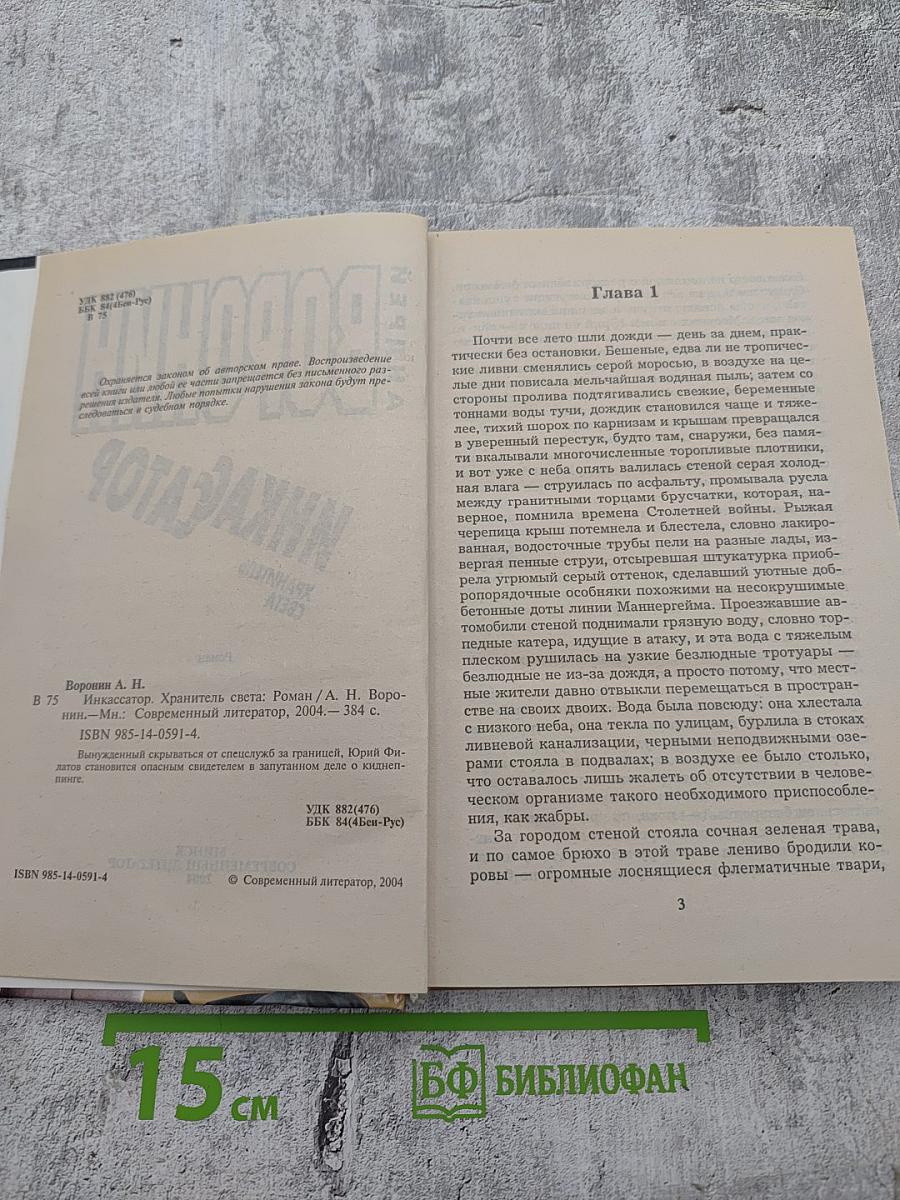 УДК 882 (476)
ББК 84(4Беи-Рус)
В 75
Охраняется законом об авторском праве. Воспроизведение
всей книги или любой ее части запрещается без письменного раз-
решения издателя. Любые попытки нарушения закона будут пре-
следоваться в судебном порядке.
Воронин А. Н.
В 75 Инкассатор. Хранитель света: Роман / А. Н. Воро-
нин.—Мн.: Современный литератор, 2004.— 384 с.
ISBN 985-14-0591-4.
Вынужденный скрываться от спецслужб за границей, Юрий Фи-
латов становится опасным свидетелем в запутанном деле о киднеп-
пинге.
УДК 882(476)
ББК 84(4Беи-Рус)
ISBN 985-14-0591-4
© Современный литератор, 2004
Глава 1
Почти все лето шли дожди — день за днем, прак-
тически без остановки. Бешеные, едва ли не тропичес-
кие ливни сменялись серой моросью, в воздухе на це-
лые дни повисала мельчайшая водяная пыль; затем со
стороны пролива подтягивались свежие, беременные
тоннами воды тучи, дождик становился чаще и тяже-
лее, тихий шорох по карнизам и крышам превращался
в уверенный перестук, будто там, снаружи, без памя-
ти вкалывали многочисленные торопливые плотники,
и вот уже с неба опять валилась стеной серая холод-
ная влага — струилась по асфальту, промывала русла
между гранитными торцами брусчатки, которая, на-
верное, помнила времена Столетней войны. Рыжая
черепица крыш потемнела и блестела, словно лакиро-
ванная, водосточные трубы пели на разные лады, из-
вергая пенные струи, отсыревшая штукатурка приоб-
рела угрюмый серый оттенок, сделавший уютные доб-
ропорядочные особняки похожими на несокрушимые
бетонные доты линии Маннергейма. Проезжавшие ав-
томобили стеной поднимали грязную воду, словно тор-
педные катера, идущие в атаку, и эта вода с тяжелым
плеском рушилась на узкие безлюдные тротуары —
безлюдные не из-за дождя, а просто потому, что мест-
ные жители давно отвыкли перемещаться в простран-
стве на своих двоих. Вода была повсюду: она хлестала
с низкого неба, она текла по улицам, бурлила в стоках
ливневой канализации, черными неподвижными озе-
рами стояла в подвалах; в воздухе ее было столько,
что оставалось лишь жалеть об отсутствии в челове-
ческом организме такого необходимого приспособле-
ния, как жабры.
За городом стеной стояла сочная зеленая трава,
и по самое брюхо в этой траве лениво бродили ко-
ровы — огромные лоснящиеся флегматичные твари,
3
15 см
БФ БИБЛИОФАН